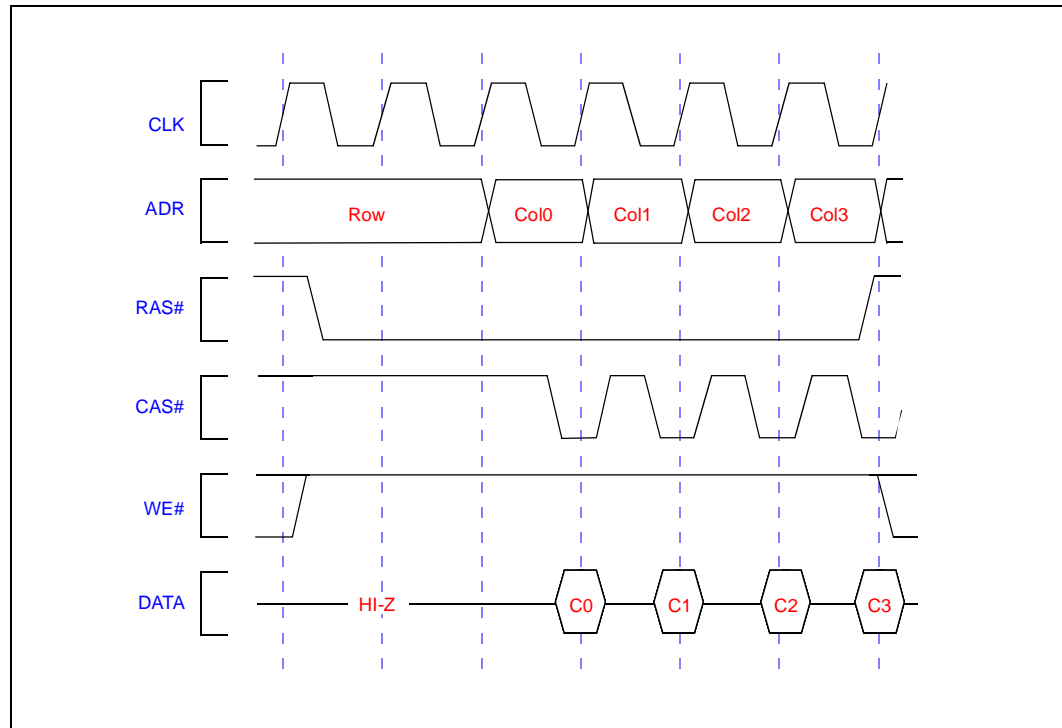 CLK
ADR
Row Col0 Col1 Col2 Col3
RAS#
CAS#
WE#
DATA
HI-Z C0 C1 C2 C3